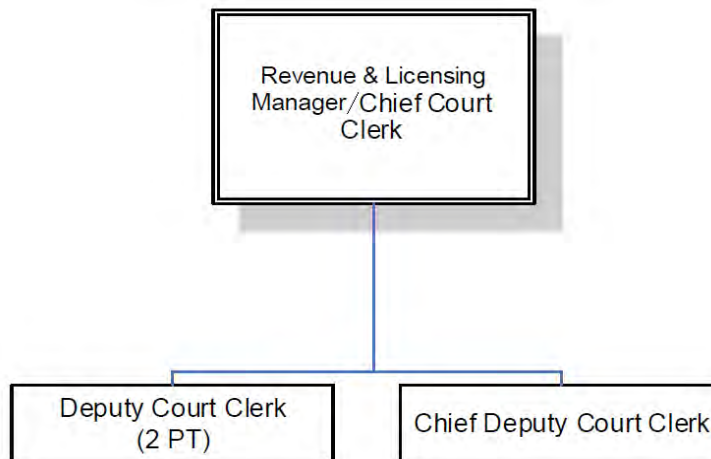 Revenue & Licensing
Manager/Chief Court
Clerk
Deputy Court Clerk
(2 PT)
Chief Deputy Court Clerk